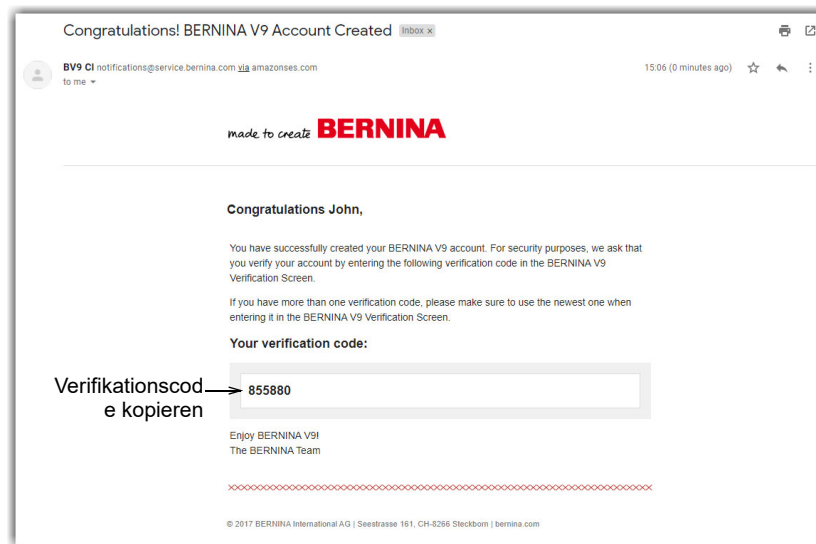 Congratulations! BERNINA V9 Account Created Inbox x
BV9 CI notifications@service.bernina.com via amazonses.com 15:06 (0 minutes ago)
to me
made to create BERNINA
Congratulations John,
You have successfully created your BERNINA V9 account. For security purposes, we ask that
you verify your account by entering the following verification code in the BERNINA V9
Verification Screen.
If you have more than one verification code, please make sure to use the newest one when
entering it in the BERNINA V9 Verification Screen.
Your verification code:
Verifikationscod
e kopieren
855880
Enjoy BERNINA V9!
The BERNINA Team
© 2017 BERNINA International AG | Seestrasse 161, CH-8266 Steckborn | bernina.com